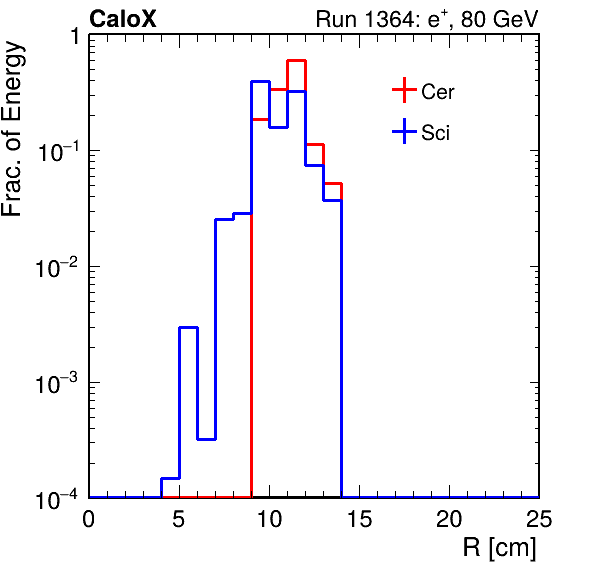 CaloX Run 1364: e⁺, 80 GeV
Frac. of Energy
1
10⁻¹
10⁻²
10⁻³
10⁻⁴
Cer
Sci
0 5 10 15 20 25
R [cm]